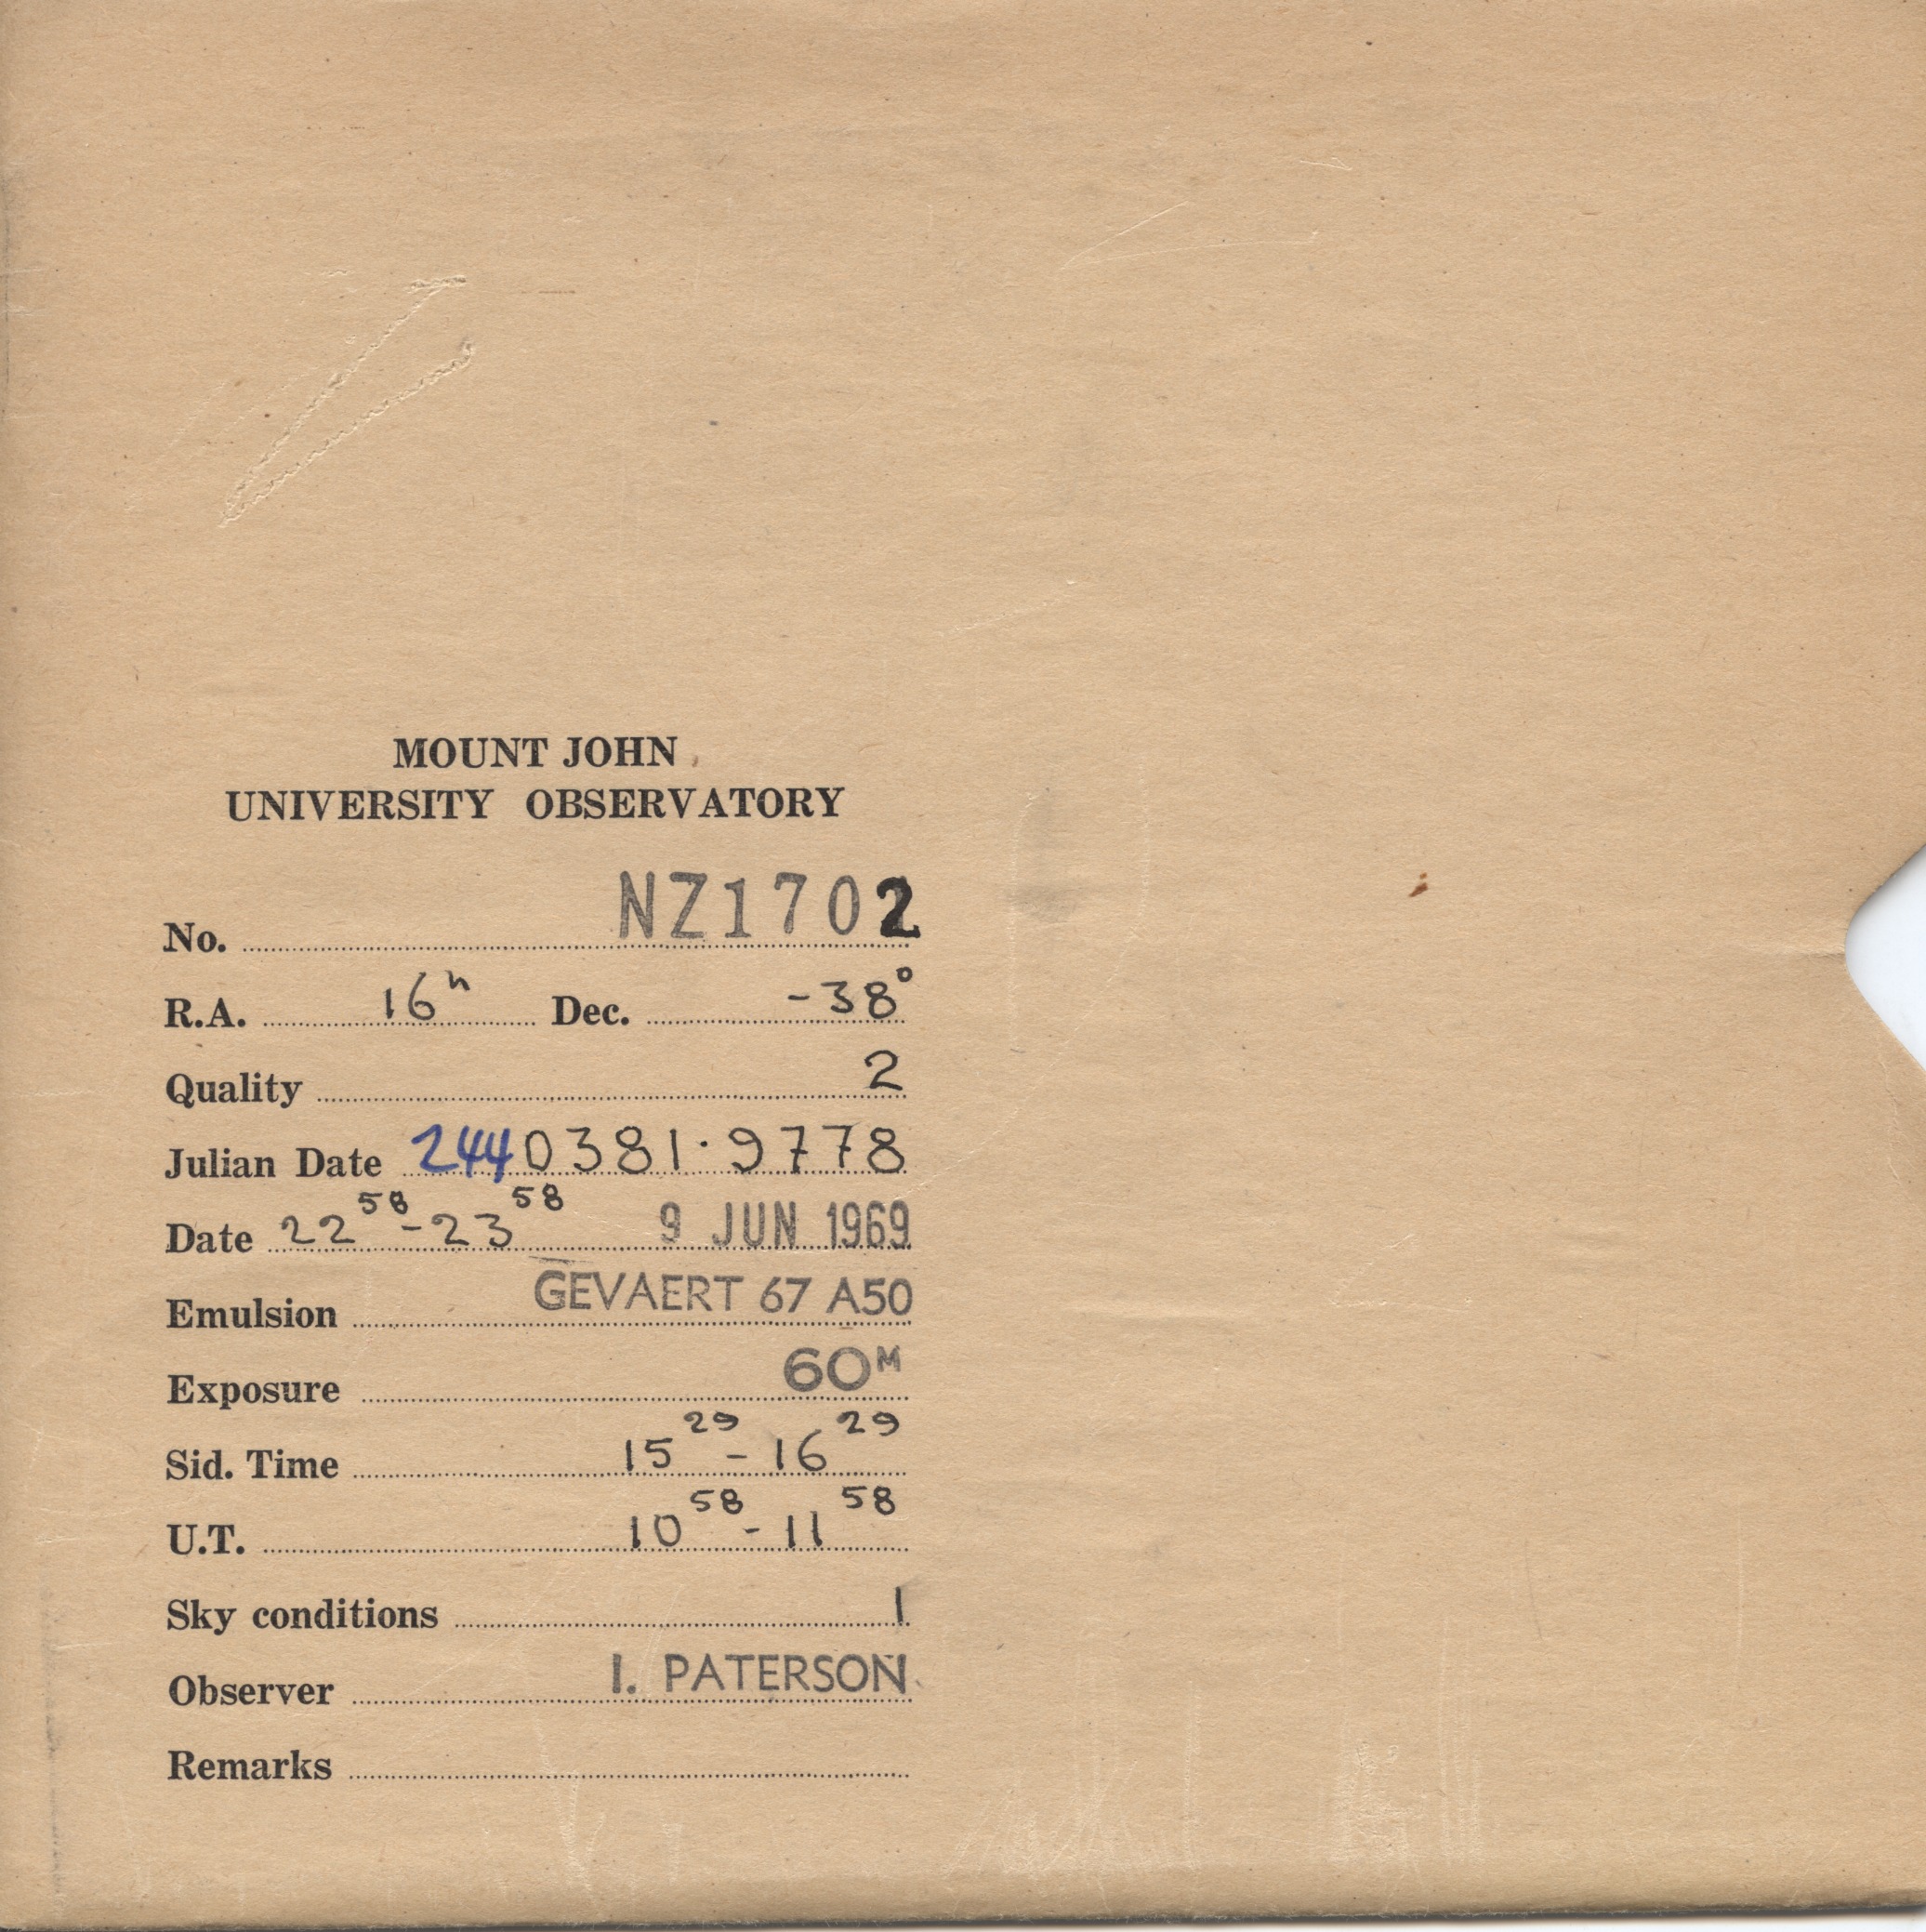 MOUNT JOHN
UNIVERSITY OBSERVATORY
No. NZ1702
R.A. 16h Dec. -38°
Quality 2
Julian Date 2440381.9778
Date 22 58 - 23 58 9 JUN 1969
Emulsion GEVAERT 67 A50
Exposure 60M
Sid. Time 15 29 - 16 29
U.T. 10 58 - 11 58
Sky conditions 1
Observer I. PATERSON
Remarks